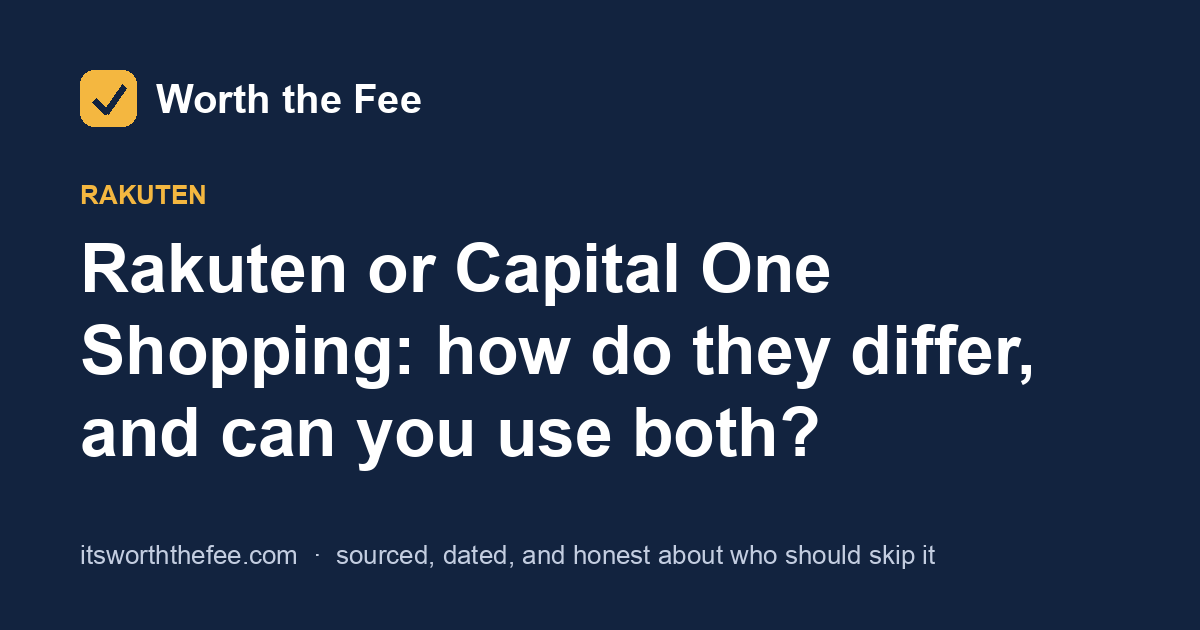 Worth the Fee
RAKUTEN
Rakuten or Capital One
Shopping: how do they differ,
and can you use both?
itsworththefee.com · sourced, dated, and honest about who should skip it